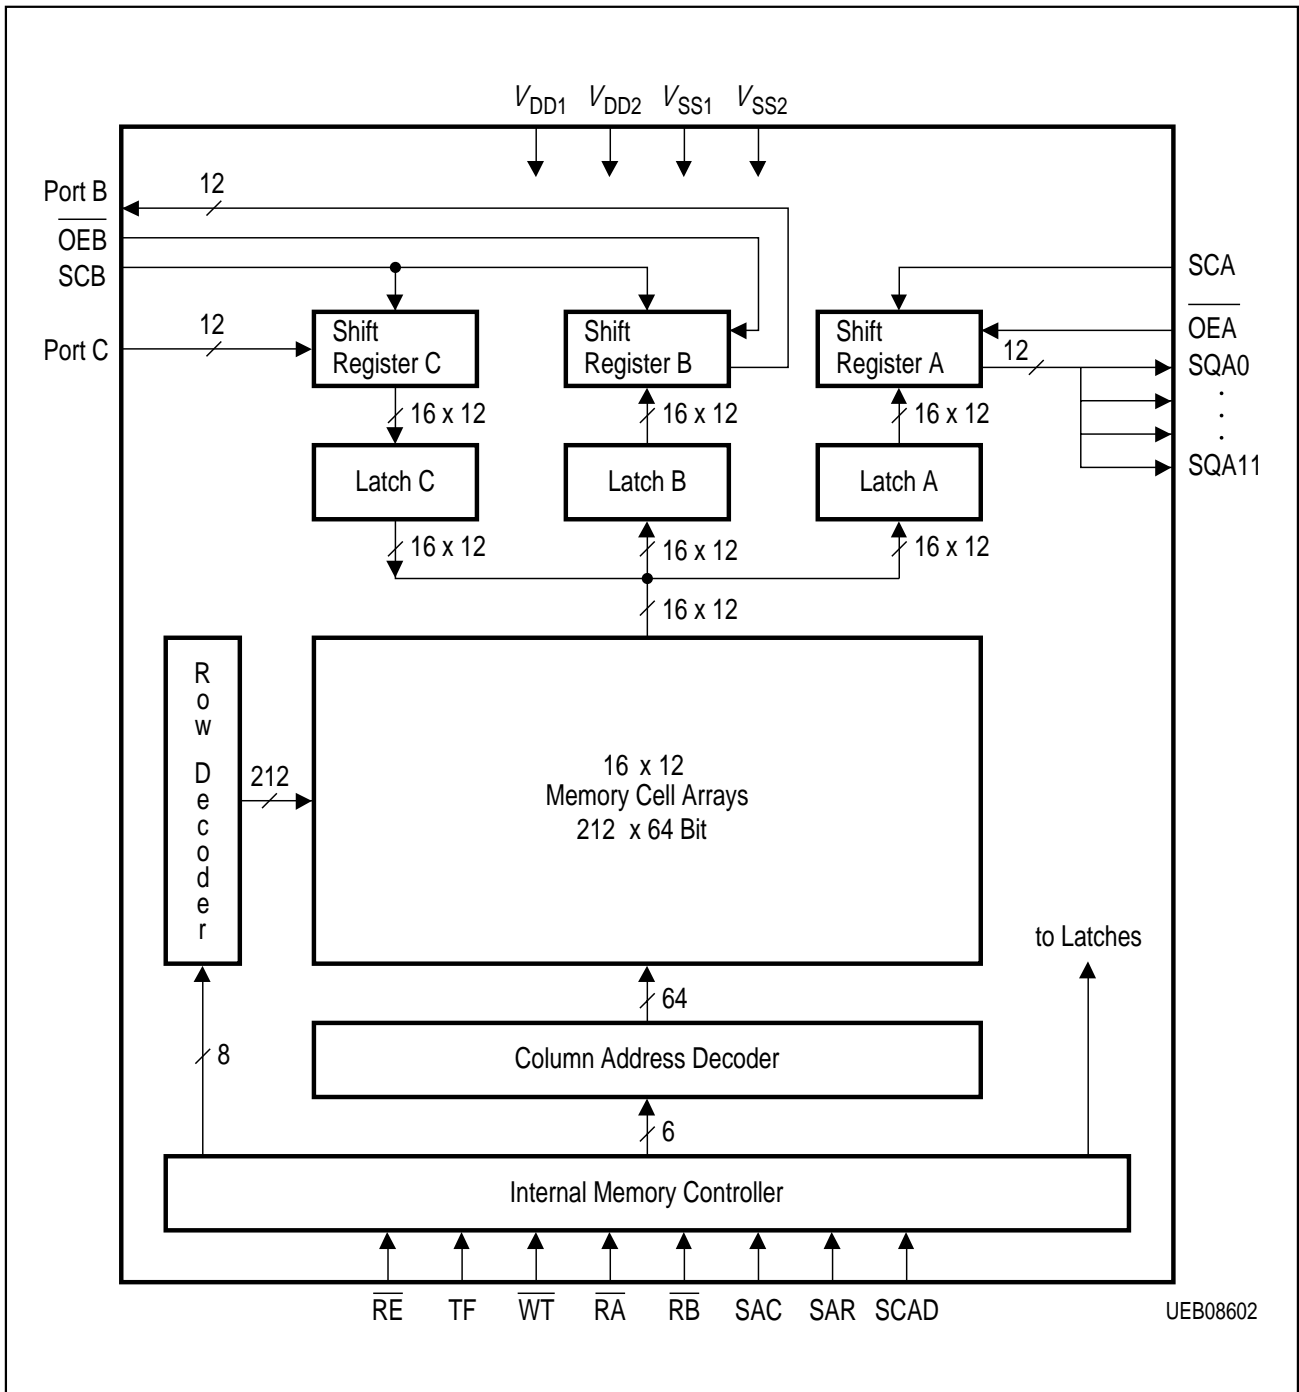 VDD1 VDD2 VSS1 VSS2
Port B
12
OEB
SCB
SCA
OEA
Port C
12
Shift
Register C
Shift
Register B
Shift
Register A
12
SQA0
.
.
.
SQA11
16 x 12
16 x 12
16 x 12
Latch C
Latch B
Latch A
16 x 12
16 x 12
16 x 12
16 x 12
Row Decoder
212
16 x 12
Memory Cell Arrays
212 x 64 Bit
to Latches
64
8
Column Address Decoder
6
Internal Memory Controller
RE TF WT RA RB SAC SAR SCAD
UEB08602